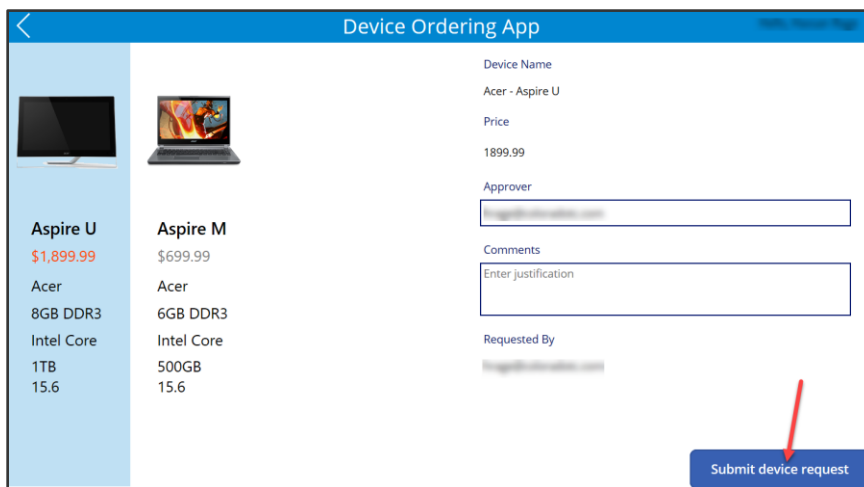 Device Ordering App
Aspire U
$1,899.99
Acer
8GB DDR3
Intel Core
1TB
15.6
Aspire M
$699.99
Acer
6GB DDR3
Intel Core
500GB
15.6
Device Name
Acer - Aspire U
Price
1899.99
Approver
Comments
Enter justification
Requested By
Submit device request